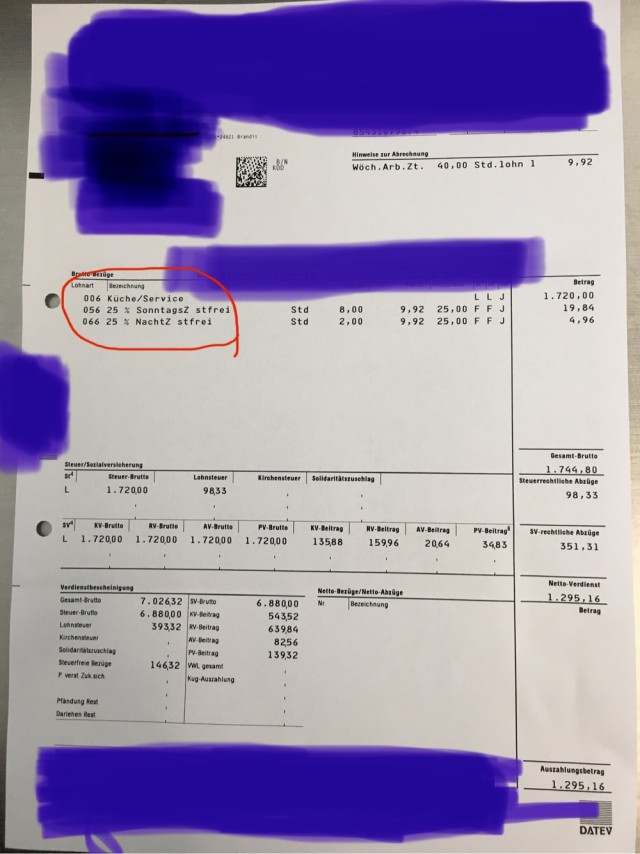 04821 Brandis
Hinweise zur Abrechnung
B/N
Wöch.Arb.Zt. 40,00 Std.lohn 1 9,92
Brutto-Bezüge
Lohnart Bezeichnung Betrag
006 Küche/Service L L J 1.720,00
056 25 % SonntagsZ stfrei Std 8,00 9,92 25,00 F F J 19,84
066 25 % NachtZ stfrei Std 2,00 9,92 25,00 F F J 4,96
Gesamt-Brutto
Steuer/Sozialversicherung
1.744,80
Steuer-Brutto Lohnsteuer Kirchensteuer Solidaritätszuschlag Steuerrechtliche Abzüge
L 1.720,00 98,33 98,33
KV-Brutto RV-Brutto AV-Brutto PV-Brutto KV-Beitrag RV-Beitrag AV-Beitrag PV-Beitrag SV-rechtliche Abzüge
L 1.720,00 1.720,00 1.720,00 1.720,00 135,88 159,96 20,64 34,83 351,31
Netto-Verdienst
Verdienstbescheinigung Netto-Bezüge/Netto-Abzüge
1.295,16
Gesamt-Brutto 7.026,32 SV-Brutto 6.880,00 Nr. Bezeichnung Betrag
Steuer-Brutto 6.880,00 KV-Beitrag 543,52
Lohnsteuer 393,32 RV-Beitrag 639,84
Kirchensteuer AV-Beitrag 82,56
Solidaritätszuschlag PV-Beitrag 139,32
Steuerfreie Bezüge 146,32 VWL gesamt
P. verst. Zuk.sich. Kug-Auszahlung
Pfändung Rest
Darlehen Rest
Auszahlungsbetrag
1.295,16
DATEV